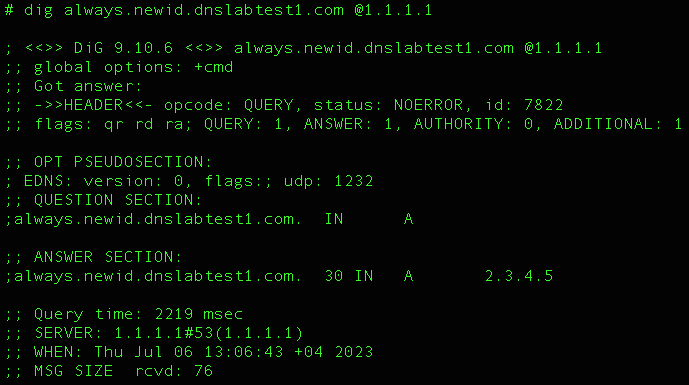 # dig always.newid.dnslabtest1.com @1.1.1.1
; <<>> DiG 9.10.6 <<>> always.newid.dnslabtest1.com @1.1.1.1
;; global options: +cmd
;; Got answer:
;; ->>HEADER<<- opcode: QUERY, status: NOERROR, id: 7822
;; flags: qr rd ra; QUERY: 1, ANSWER: 1, AUTHORITY: 0, ADDITIONAL: 1
;; OPT PSEUDOSECTION:
; EDNS: version: 0, flags:; udp: 1232
;; QUESTION SECTION:
;always.newid.dnslabtest1.com. IN A
;; ANSWER SECTION:
;always.newid.dnslabtest1.com. 30 IN A 2.3.4.5
;; Query time: 2219 msec
;; SERVER: 1.1.1.1#53(1.1.1.1)
;; WHEN: Thu Jul 06 13:06:43 +04 2023
;; MSG SIZE rcvd: 76